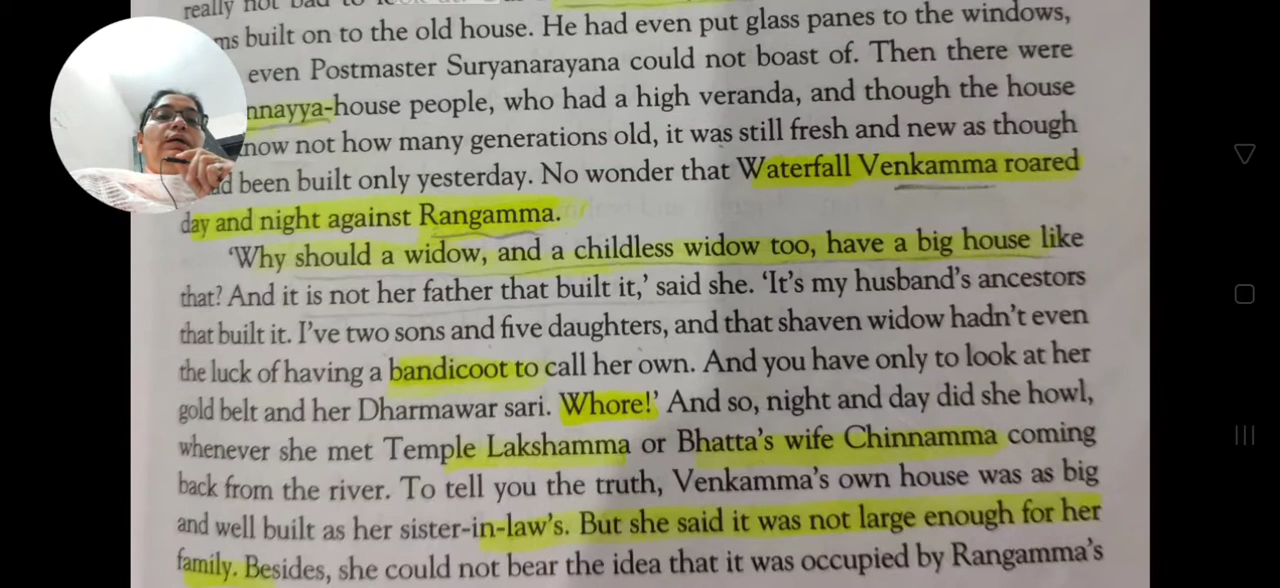 really not bad to
built on to the old house. He had even put glass panes to the windows,
even Postmaster Suryanarayana could not boast of. Then there were
nnayya-house people, who had a high veranda, and though the house
now not how many generations old, it was still fresh and new as though
been built only yesterday. No wonder that Waterfall Venkamma roared
day and night against Rangamma.
'Why should a widow, and a childless widow too, have a big house like
that? And it is not her father that built it,' said she. 'It's my husband's ancestors
that built it. I've two sons and five daughters, and that shaven widow hadn't even
the luck of having a bandicoot to call her own. And you have only to look at her
gold belt and her Dharmawar sari. Whore!' And so, night and day did she howl,
whenever she met Temple Lakshamma or Bhatta's wife Chinnamma coming
back from the river. To tell you the truth, Venkamma's own house was as big
and well built as her sister-in-law's. But she said it was not large enough for her
family. Besides, she could not bear the idea that it was occupied by Rangamma's